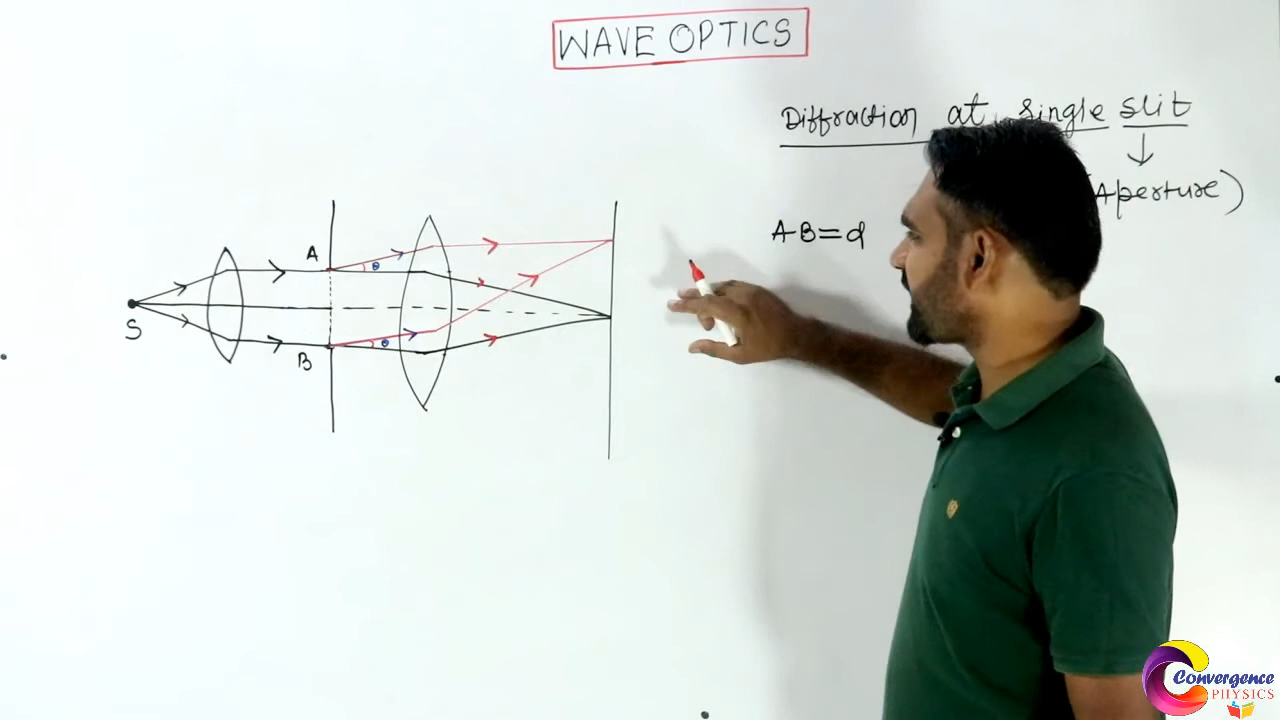 WAVE OPTICS
Diffraction at single slit
(Aperture)
AB=d
A
θ
S
θ
B
Convergence
PHYSICS